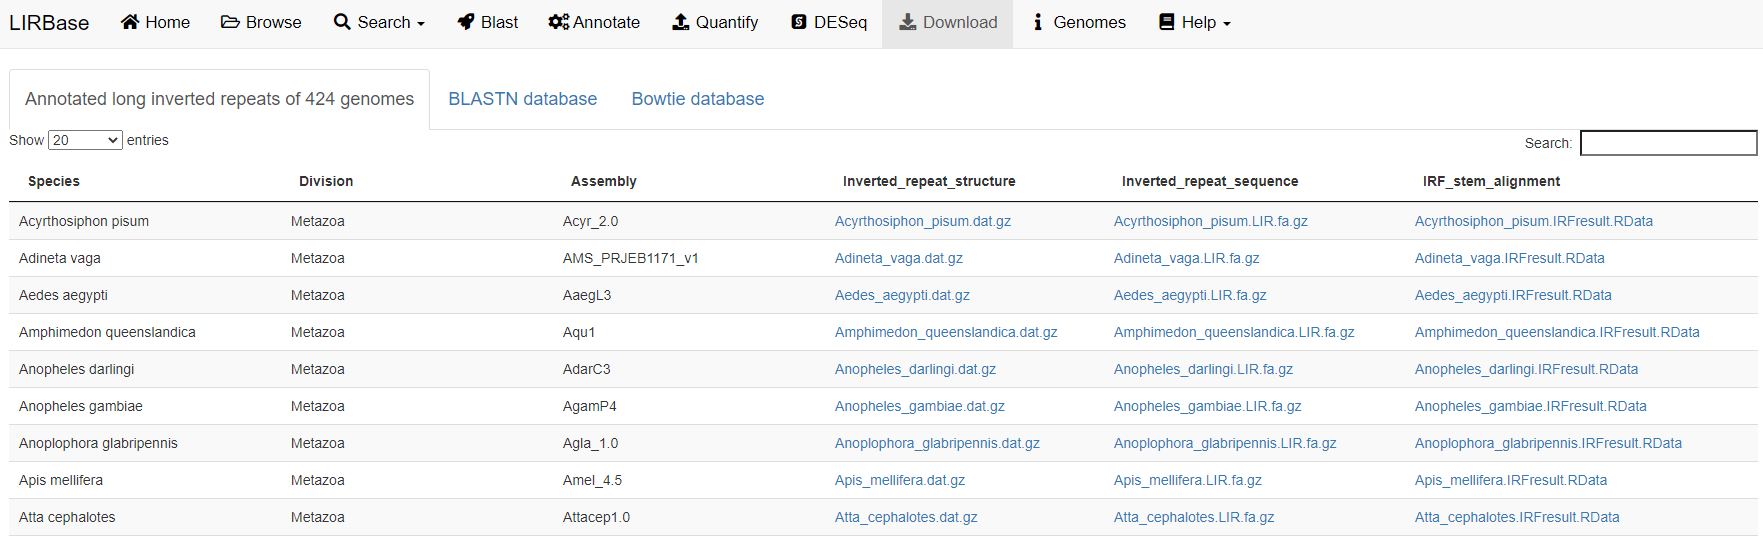 LIRBase Home Browse Search Blast Annotate Quantify DESeq Download Genomes Help
Annotated long inverted repeats of 424 genomes BLASTN database Bowtie database
Show 20 entries Search:
Species Division Assembly Inverted_repeat_structure Inverted_repeat_sequence IRF_stem_alignment
Acyrthosiphon pisum Metazoa Acyr_2.0 Acyrthosiphon_pisum.dat.gz Acyrthosiphon_pisum.LIR.fa.gz Acyrthosiphon_pisum.IRFresult.RData
Adineta vaga Metazoa AMS_PRJEB1171_v1 Adineta_vaga.dat.gz Adineta_vaga.LIR.fa.gz Adineta_vaga.IRFresult.RData
Aedes aegypti Metazoa AaegL3 Aedes_aegypti.dat.gz Aedes_aegypti.LIR.fa.gz Aedes_aegypti.IRFresult.RData
Amphimedon queenslandica Metazoa Aqu1 Amphimedon_queenslandica.dat.gz Amphimedon_queenslandica.LIR.fa.gz Amphimedon_queenslandica.IRFresult.RData
Anopheles darlingi Metazoa AdarC3 Anopheles_darlingi.dat.gz Anopheles_darlingi.LIR.fa.gz Anopheles_darlingi.IRFresult.RData
Anopheles gambiae Metazoa AgamP4 Anopheles_gambiae.dat.gz Anopheles_gambiae.LIR.fa.gz Anopheles_gambiae.IRFresult.RData
Anoplophora glabripennis Metazoa Agla_1.0 Anoplophora_glabripennis.dat.gz Anoplophora_glabripennis.LIR.fa.gz Anoplophora_glabripennis.IRFresult.RData
Apis mellifera Metazoa Amel_4.5 Apis_mellifera.dat.gz Apis_mellifera.LIR.fa.gz Apis_mellifera.IRFresult.RData
Atta cephalotes Metazoa Attacep1.0 Atta_cephalotes.dat.gz Atta_cephalotes.LIR.fa.gz Atta_cephalotes.IRFresult.RData